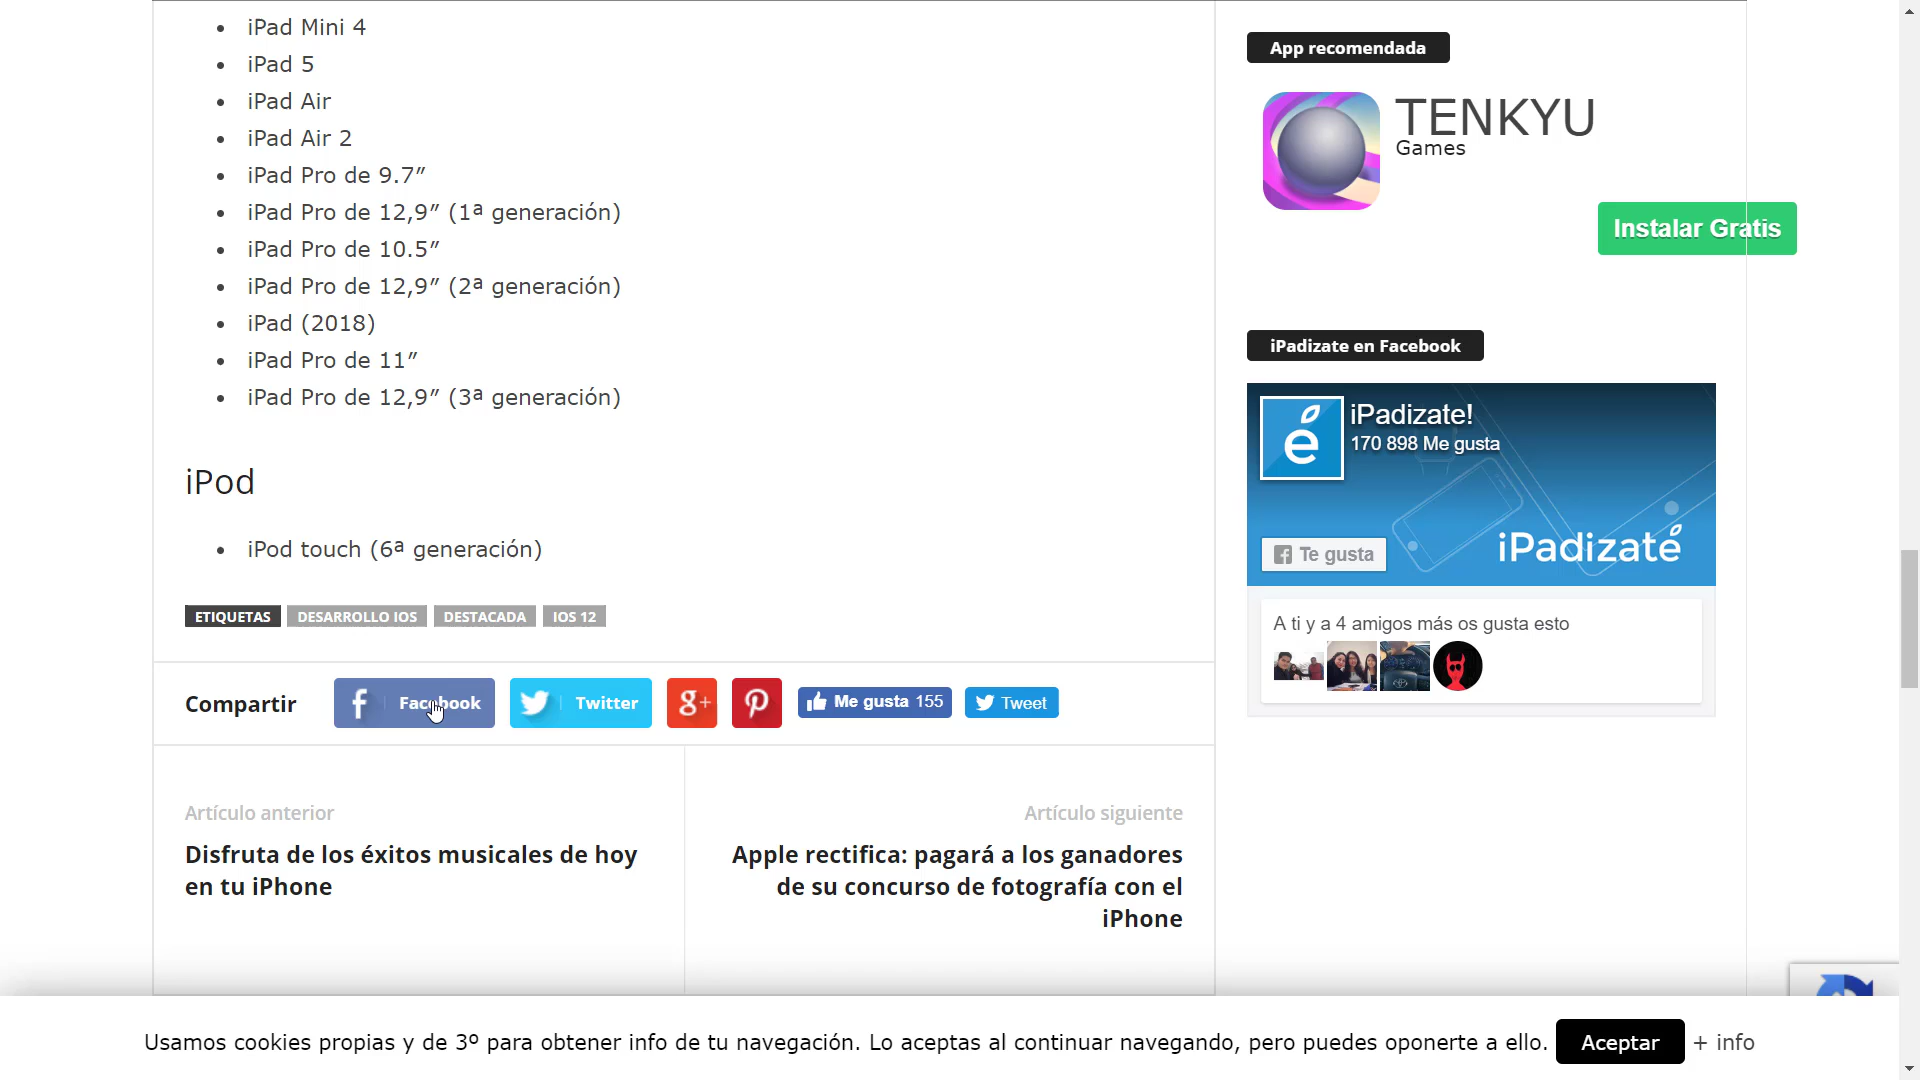 iPad Mini 4
iPad 5
iPad Air
iPad Air 2
iPad Pro de 9.7”
iPad Pro de 12,9” (1ª generación)
iPad Pro de 10.5”
iPad Pro de 12,9” (2ª generación)
iPad (2018)
iPad Pro de 11”
iPad Pro de 12,9” (3ª generación)
iPod
iPod touch (6ª generación)
ETIQUETAS DESARROLLO IOS DESTACADA IOS 12
Compartir Facebook Twitter g+ Me gusta 155 Tweet
Artículo anterior
Disfruta de los éxitos musicales de hoy
en tu iPhone
Artículo siguiente
Apple rectifica: pagará a los ganadores
de su concurso de fotografía con el
iPhone
App recomendada
TENKYU
Games
Instalar Gratis
iPadizate en Facebook
é
iPadizate!
170 898 Me gusta
Te gusta
iPadizaté
A ti y a 4 amigos más os gusta esto
Usamos cookies propias y de 3º para obtener info de tu navegación. Lo aceptas al continuar navegando, pero puedes oponerte a ello. Aceptar + info